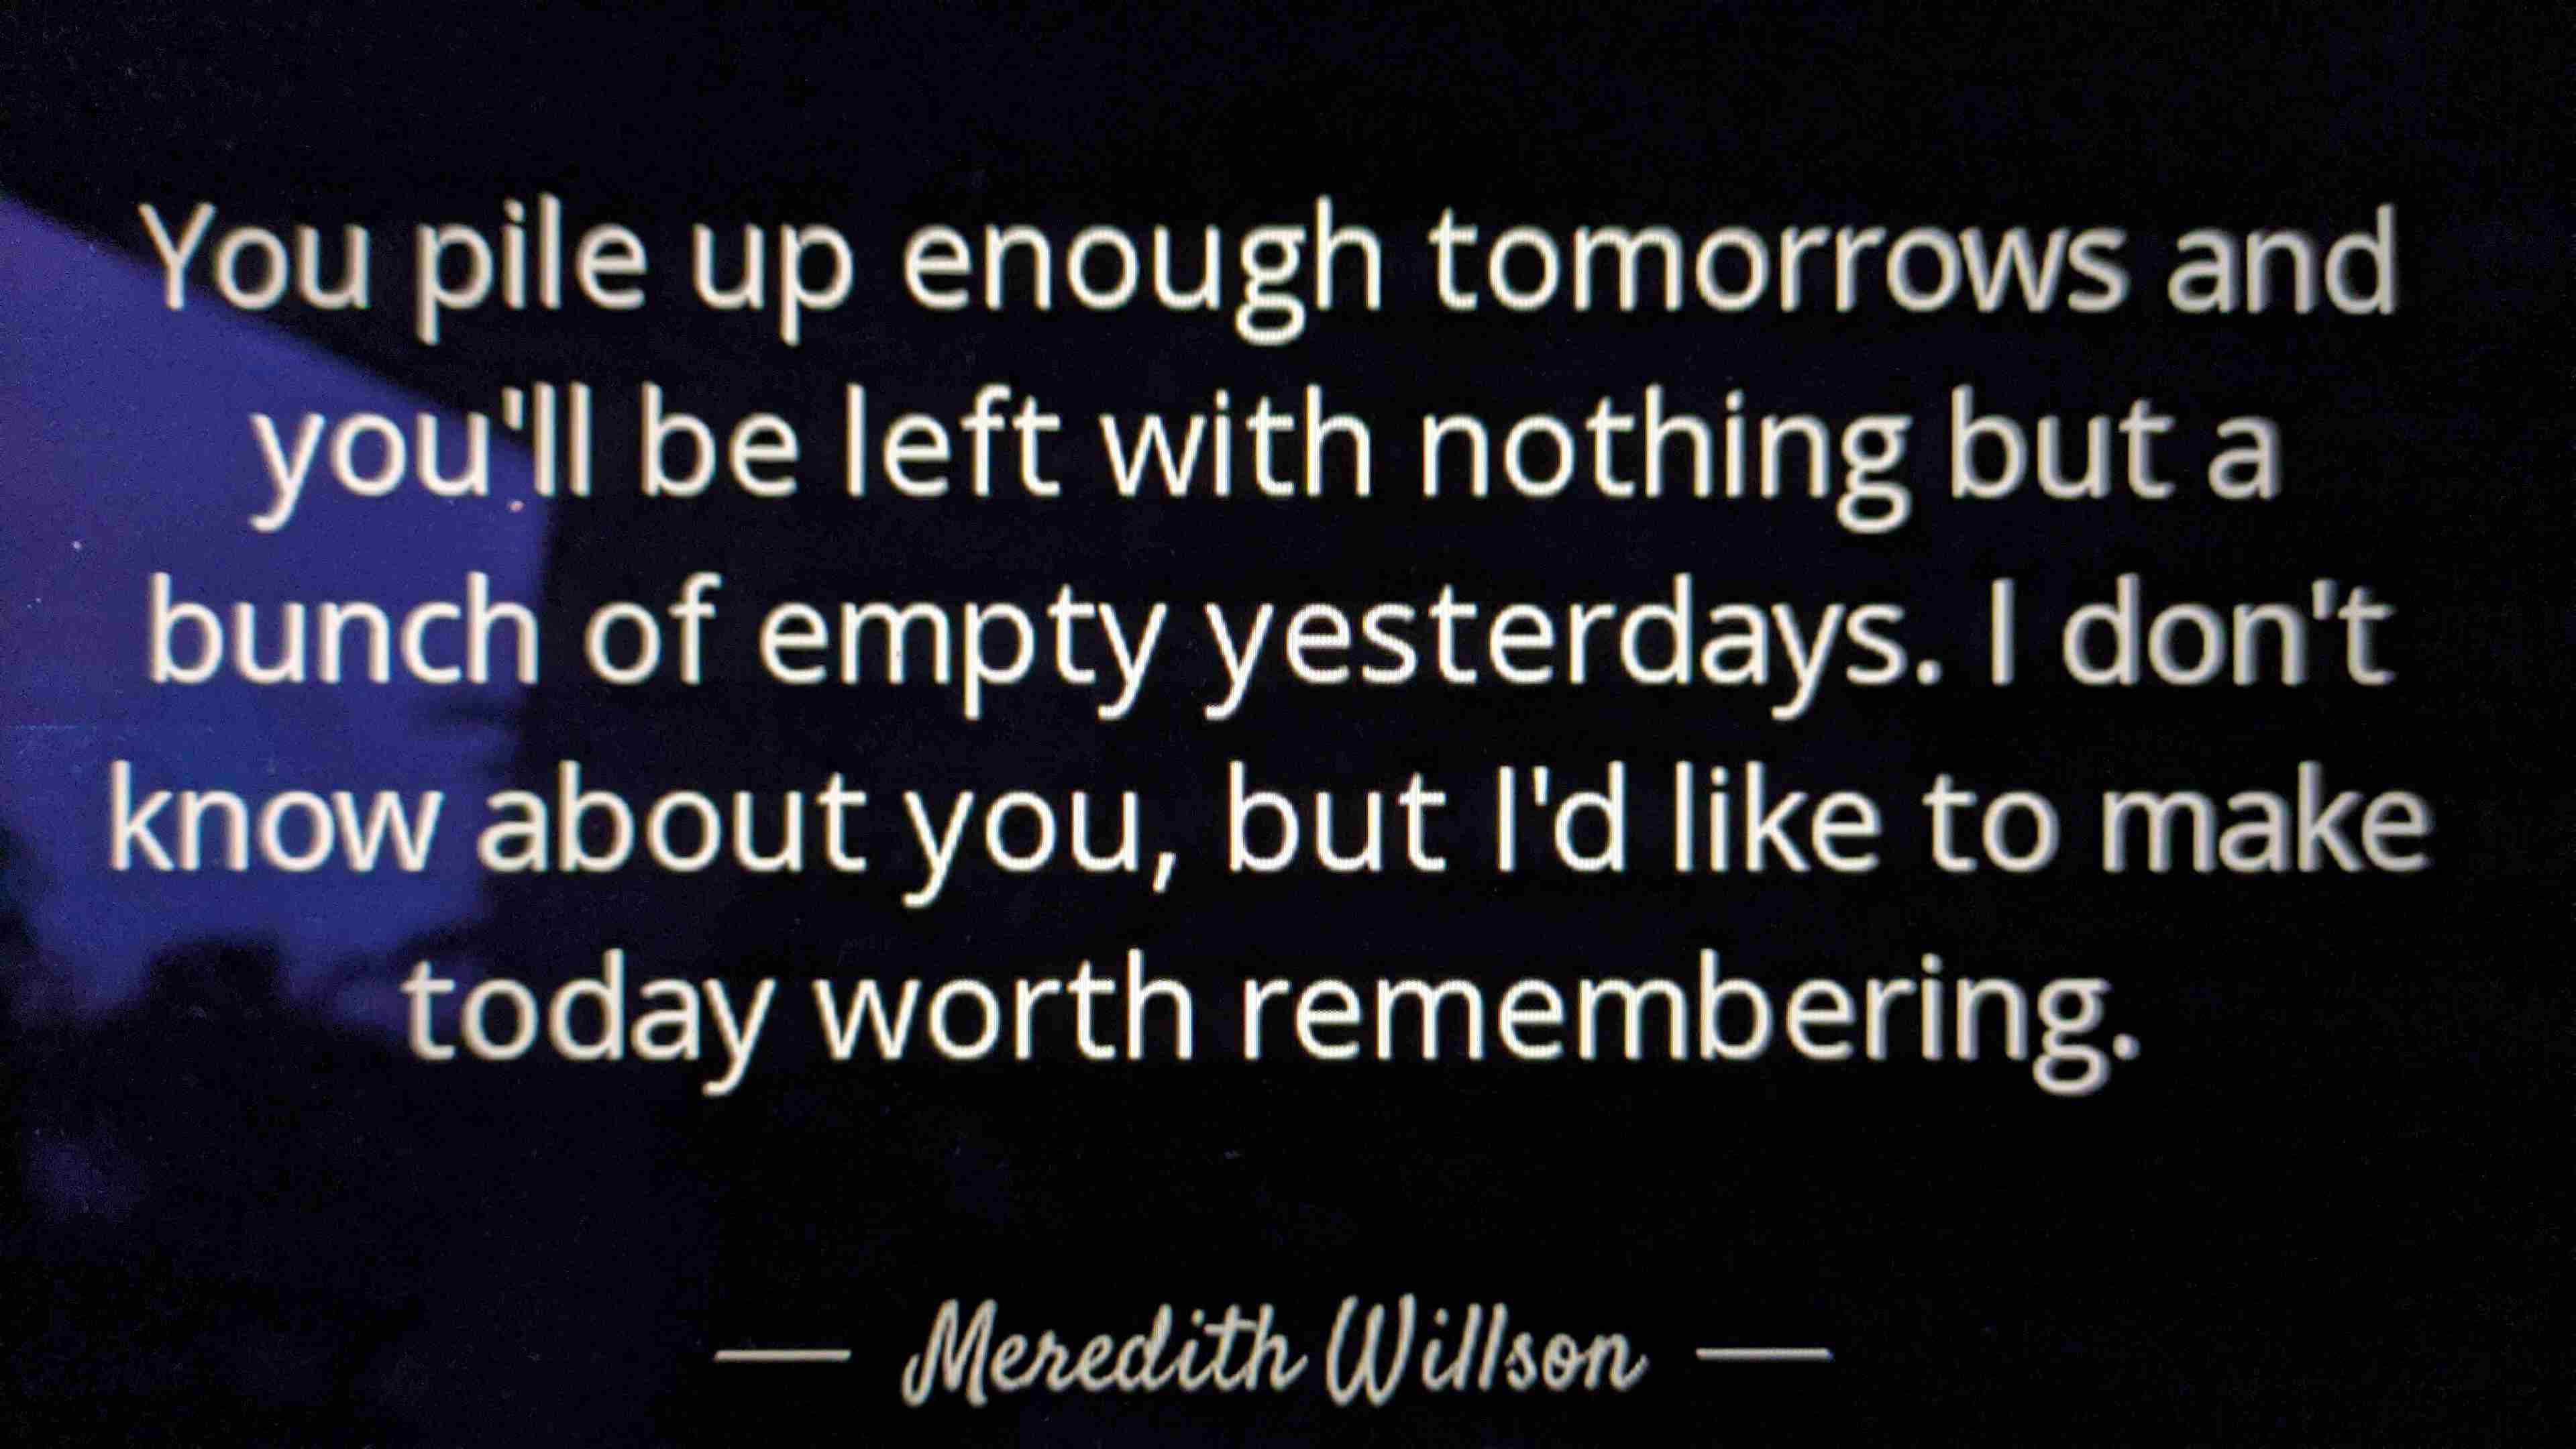 You pile up enough tomorrows and
you'll be left with nothing but a
bunch of empty yesterdays. I don't
know about you, but I'd like to make
today worth remembering.
— Meredith Willson —